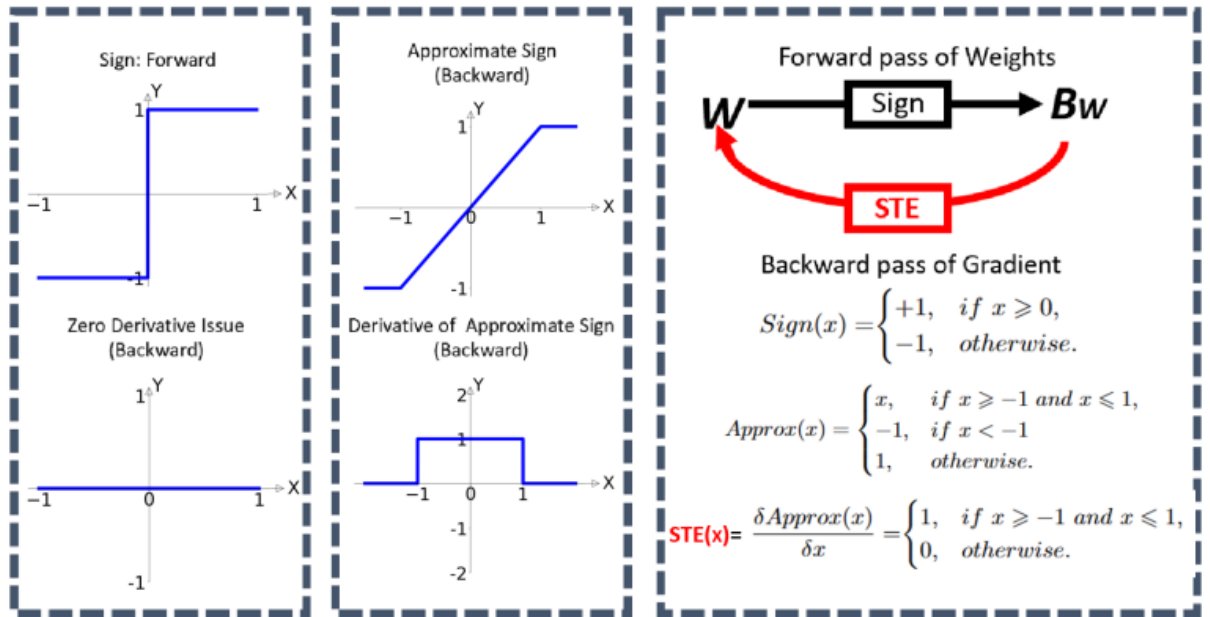 Sign: Forward
Y
1
X
−1
1
-1
Zero Derivative Issue
(Backward)
1
Y
X
−1
0
1
-1
Approximate Sign
(Backward)
Y
1
X
−1
0
1
-1
Derivative of Approximate Sign
(Backward)
2
Y
1
X
−1
0
1
-1
-2
Forward pass of Weights
W
Sign
Bw
STE
Backward pass of Gradient
Sign(x) = { +1, if x ⩾ 0,
−1, otherwise.
Approx(x) = { x, if x ⩾ −1 and x ⩽ 1,
−1, if x < −1
1, otherwise.
STE(x)= δApprox(x) / δx = { 1, if x ⩾ −1 and x ⩽ 1,
0, otherwise.